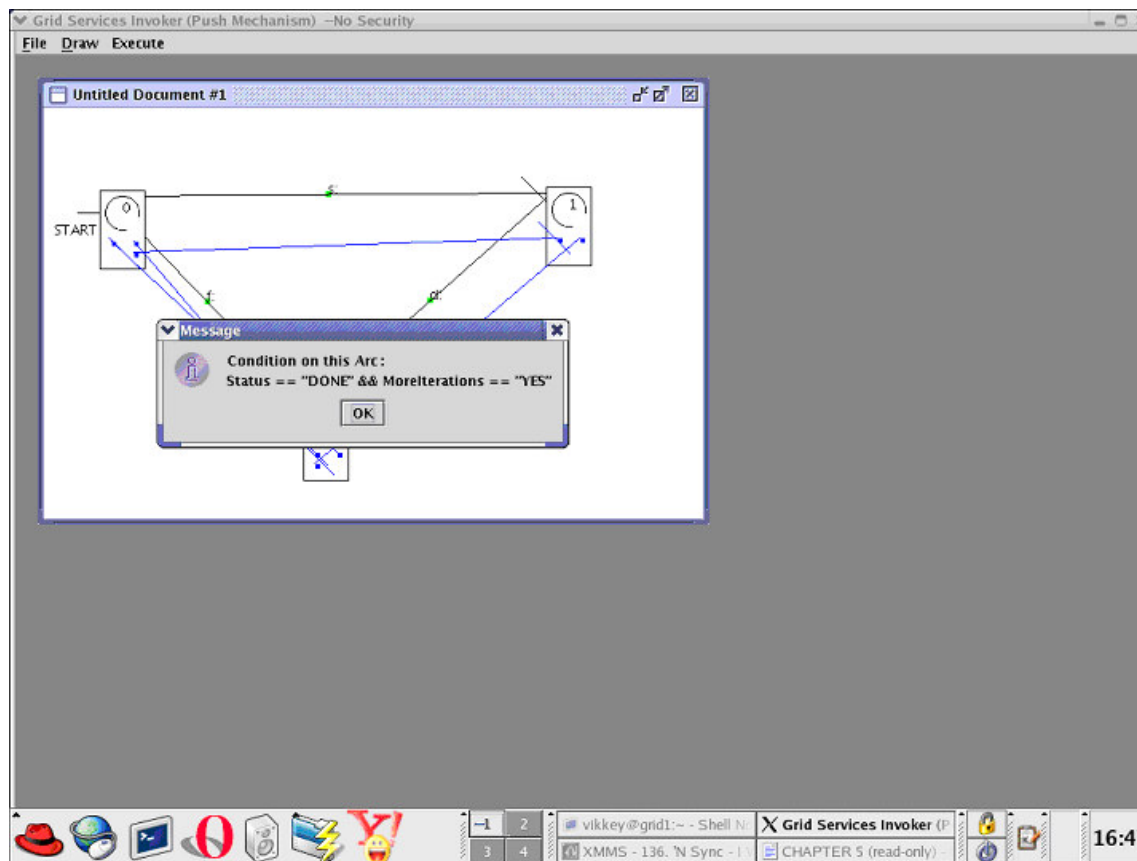 Grid Services Invoker (Push Mechanism) --No Security
File Draw Execute
Untitled Document #1
0
s:
1
START
f:
d:
Message
Condition on this Arc:
Status == "DONE" && MoreIterations == "YES"
OK
1 2
3 4
vikkey@grid1:~ - Shell
XMMS - 136. 'N Sync - I
Grid Services Invoker (P
CHAPTER 5 (read-only) -
16:4